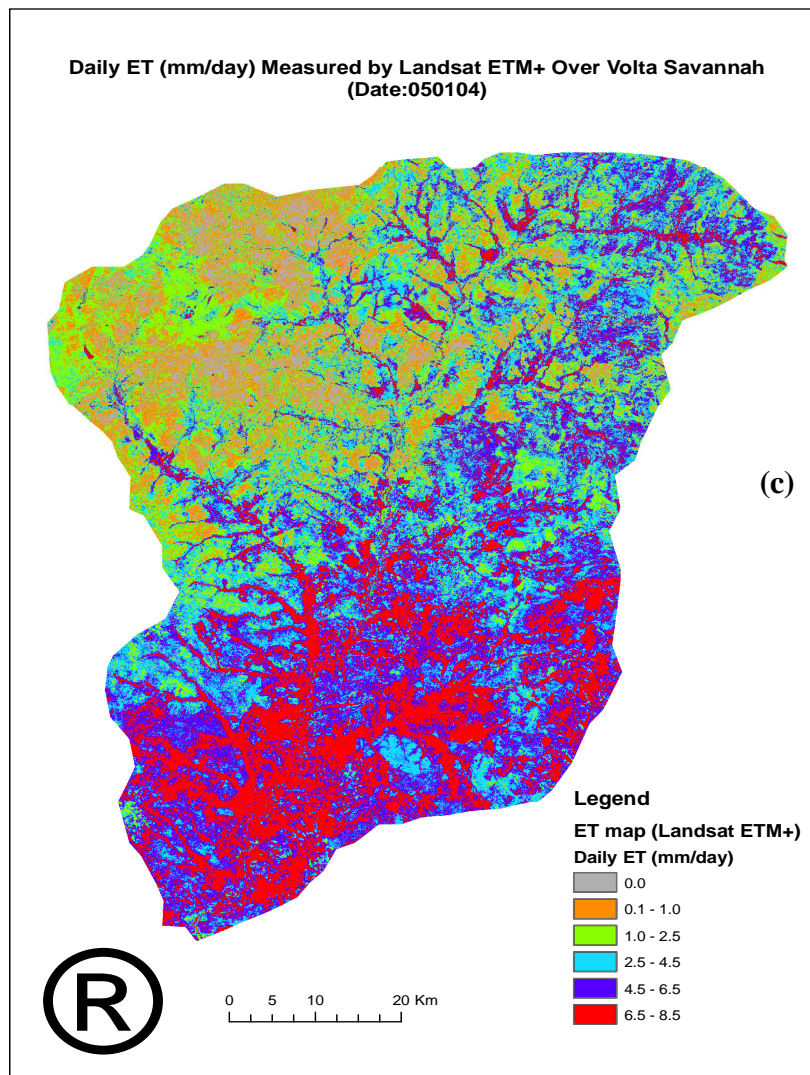 Daily ET (mm/day) Measured by Landsat ETM+ Over Volta Savannah
(Date:050104)
(c)
Legend
ET map (Landsat ETM+)
Daily ET (mm/day)
0.0
0.1 - 1.0
1.0 - 2.5
2.5 - 4.5
4.5 - 6.5
6.5 - 8.5
®
0 5 10 20 Km